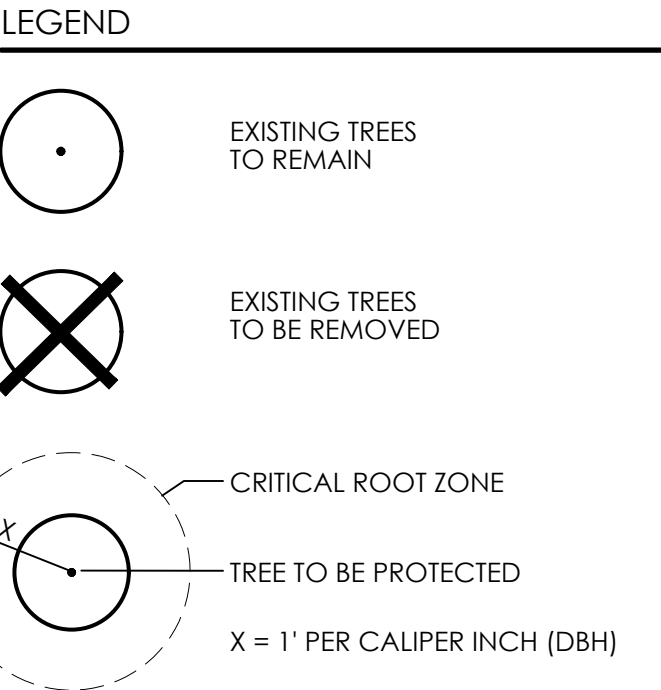 LEGEND
EXISTING TREES
TO REMAIN
EXISTING TREES
TO BE REMOVED
CRITICAL ROOT ZONE
X
TREE TO BE PROTECTED
X = 1' PER CALIPER INCH (DBH)